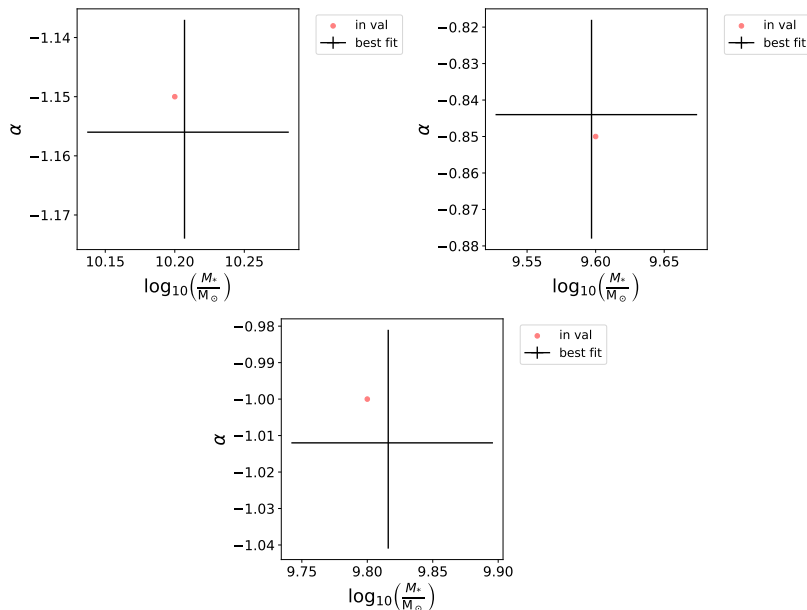 −1.14
−1.15
−1.16
−1.17
α
10.15 10.20 10.25
log₁₀(M∗/M⊙)
in val
best fit
−0.82
−0.83
−0.84
−0.85
−0.86
−0.87
−0.88
α
9.55 9.60 9.65
log₁₀(M∗/M⊙)
in val
best fit
−0.98
−0.99
−1.00
−1.01
−1.02
−1.03
−1.04
α
9.75 9.80 9.85 9.90
log₁₀(M∗/M⊙)
in val
best fit